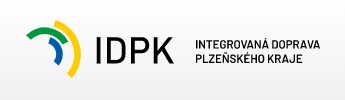 IDPK
INTEGROVANÁ DOPRAVA
PLZEŇSKÉHO KRAJE